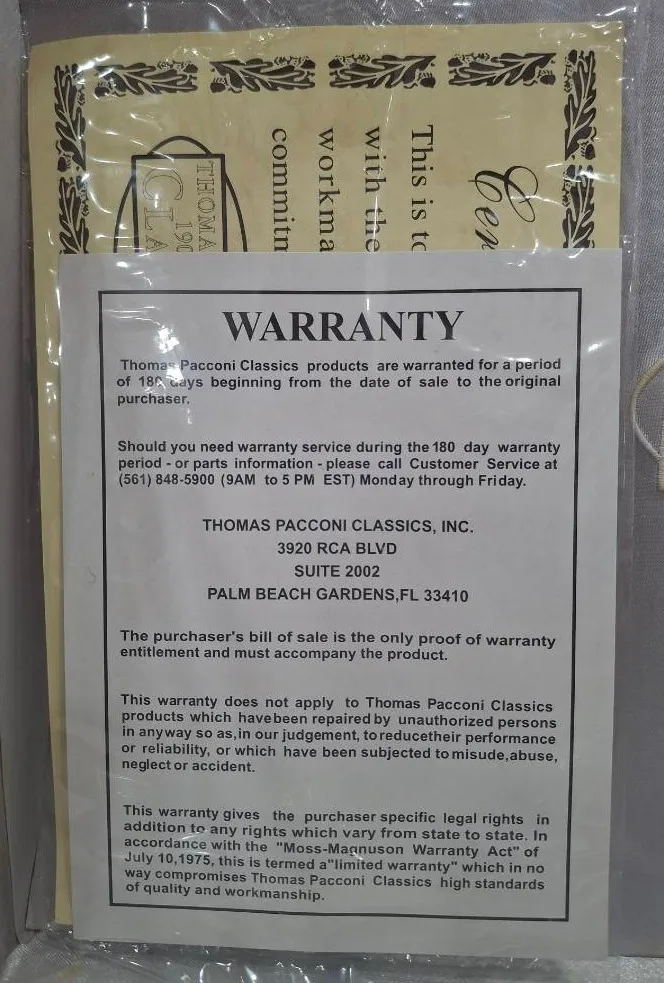 Cer
This is to
with the
workma
commitm
THOMA
190
CLA
WARRANTY
Thomas Pacconi Classics products are warranted for a period
of 180 days beginning from the date of sale to the original
purchaser.
Should you need warranty service during the 180 day warranty
period - or parts information - please call Customer Service at
(561) 848-5900 (9AM to 5 PM EST) Monday through Friday.
THOMAS PACCONI CLASSICS, INC.
3920 RCA BLVD
SUITE 2002
PALM BEACH GARDENS,FL 33410
The purchaser's bill of sale is the only proof of warranty
entitlement and must accompany the product.
This warranty does not apply to Thomas Pacconi Classics
products which havebeen repaired by unauthorized persons
in anyway so as,in our judgement, to reducetheir performance
or reliability, or which have been subjected to misude,abuse,
neglect or accident.
This warranty gives the purchaser specific legal rights in
addition to any rights which vary from state to state. In
accordance with the "Moss-Magnuson Warranty Act" of
July 10,1975, this is termed a"limited warranty" which in no
way compromises Thomas Pacconi Classics high standards
of quality and workmanship.